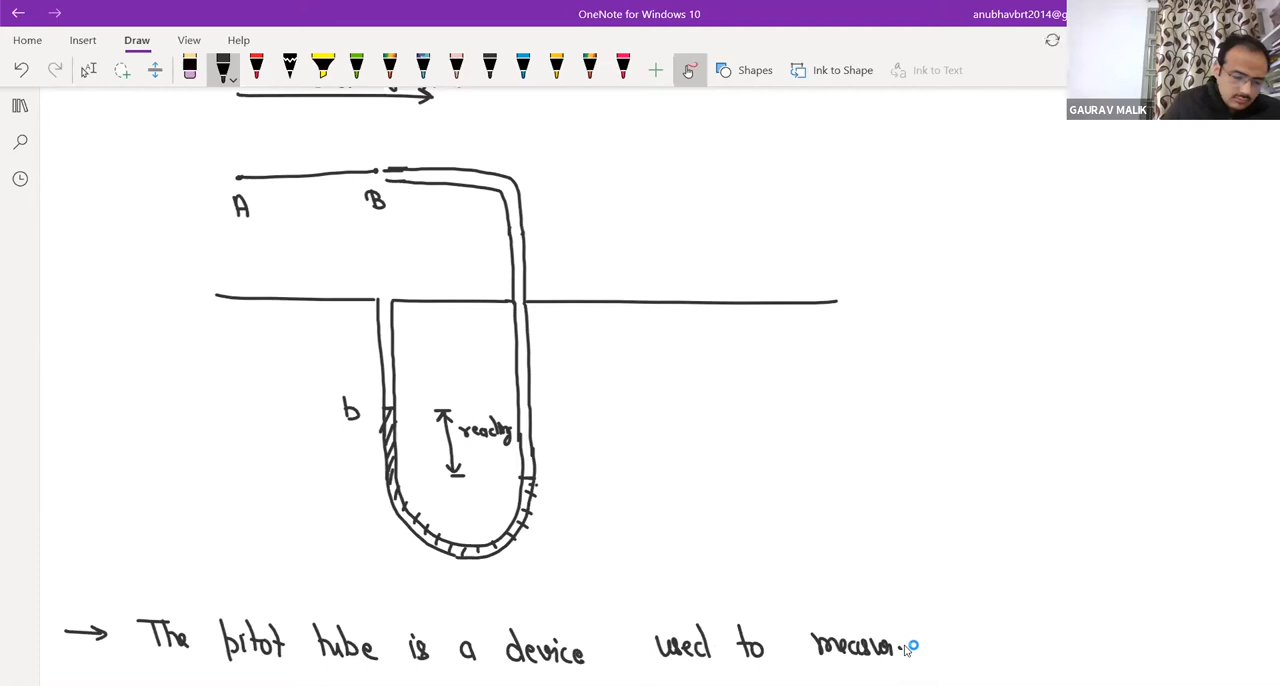 OneNote for Windows 10
anubhavbrt2014@g
Home Insert Draw View Help
Shapes Ink to Shape Ink to Text
GAURAV MALIK
A B
b
reading
→ The pitot tube is a device used to measur